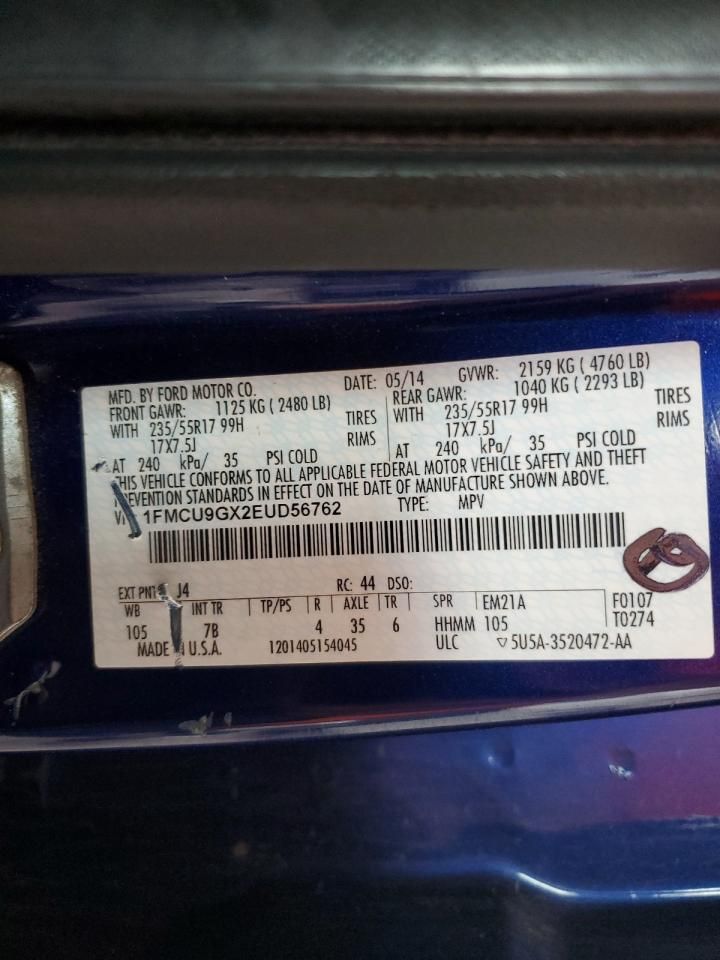 MFD. BY FORD MOTOR CO. DATE: 05/14 GVWR: 2159 KG ( 4760 LB)
FRONT GAWR: 1125 KG ( 2480 LB) REAR GAWR: 1040 KG ( 2293 LB)
WITH 235/55R17 99H TIRES WITH 235/55R17 99H TIRES
17X7.5J RIMS 17X7.5J RIMS
AT 240 kPa/ 35 PSI COLD AT 240 kPa/ 35 PSI COLD
THIS VEHICLE CONFORMS TO ALL APPLICABLE FEDERAL MOTOR VEHICLE SAFETY AND THEFT
PREVENTION STANDARDS IN EFFECT ON THE DATE OF MANUFACTURE SHOWN ABOVE.
VIN: 1FMCU9GX2EUD56762 TYPE: MPV
EXT PNT: J4 RC: 44 DSO:
WB INT TR TP/PS R AXLE TR SPR EM21A F0107
105 7B 4 35 6 HHMM 105 T0274
MADE IN U.S.A. 1201405154045 ULC ▽5U5A-3520472-AA